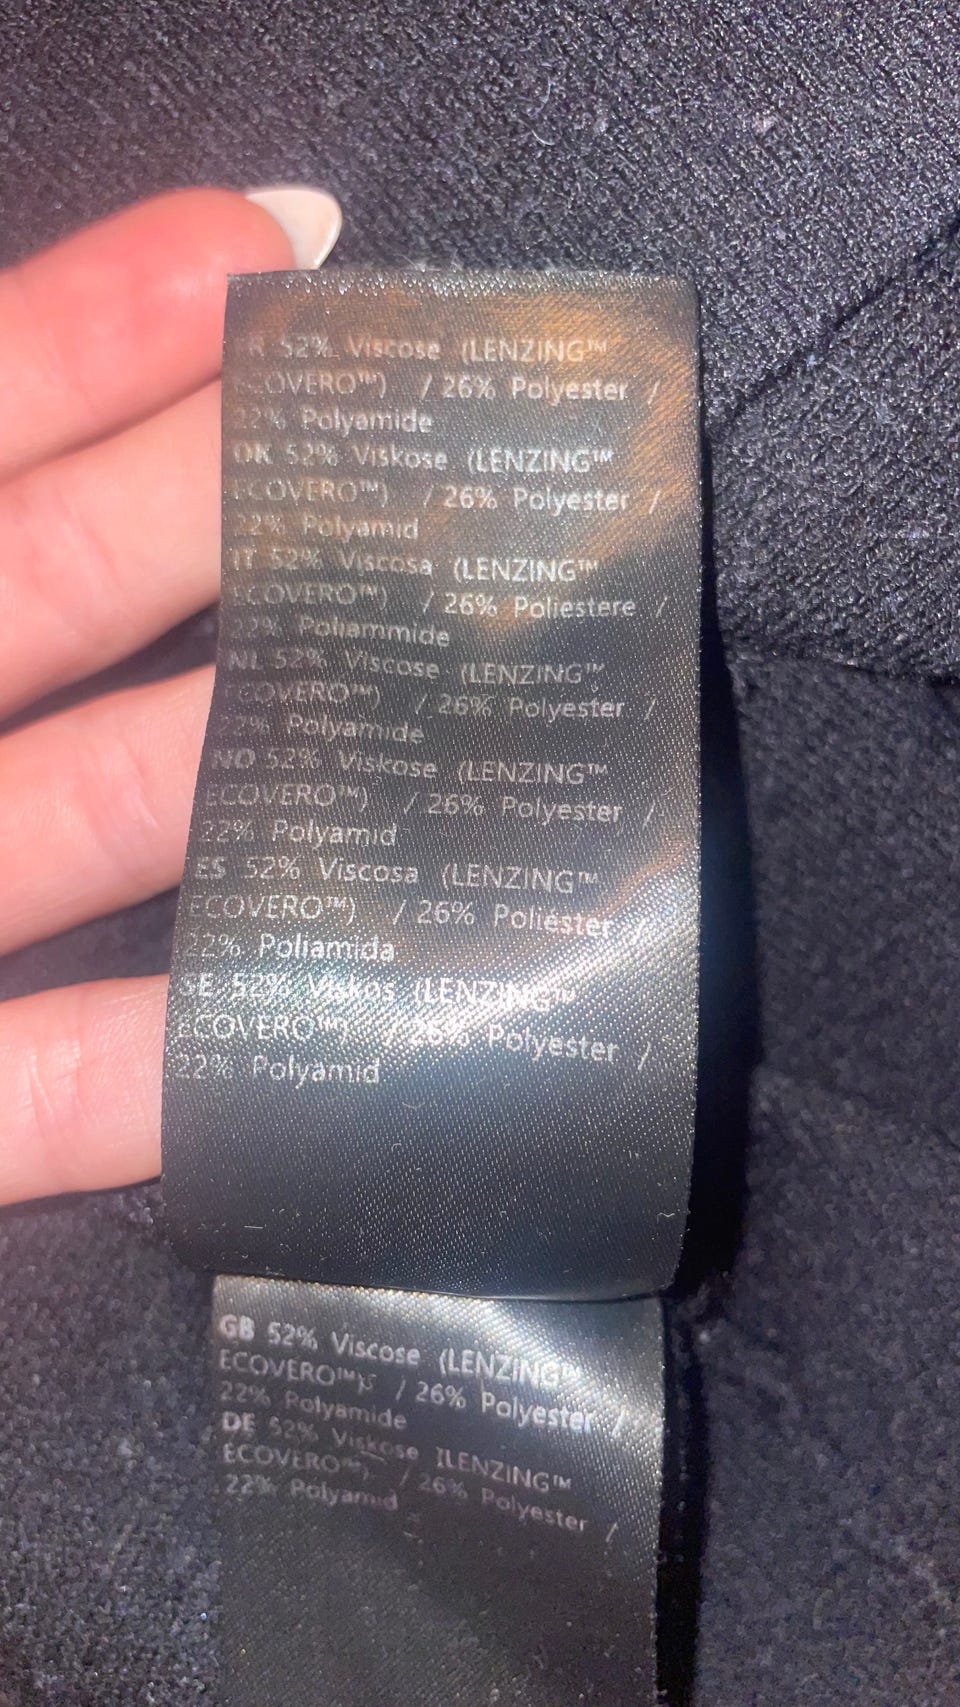 R 52% Viscose (LENZING™
ECOVERO™) / 26% Polyester /
22% Polyamide
DK 52% Viskose (LENZING™
ECOVERO™) / 26% Polyester /
22% Polyamid
IT 52% Viscosa (LENZING™
ECOVERO™) / 26% Poliestere /
22% Poliammide
NL 52% Viscose (LENZING™
ECOVERO™) / 26% Polyester /
22% Polyamide
NO 52% Viskose (LENZING™
ECOVERO™) / 26% Polyester /
22% Polyamid
ES 52% Viscosa (LENZING™
ECOVERO™) / 26% Poliéster /
22% Poliamida
SE 52% Viskos (LENZING™
ECOVERO™) / 26% Polyester /
22% Polyamid
GB 52% Viscose (LENZING™
ECOVERO™) / 26% Polyester /
22% Polyamide
DE 52% Viskose (LENZING™
ECOVERO™) / 26% Polyester /
22% Polyamid